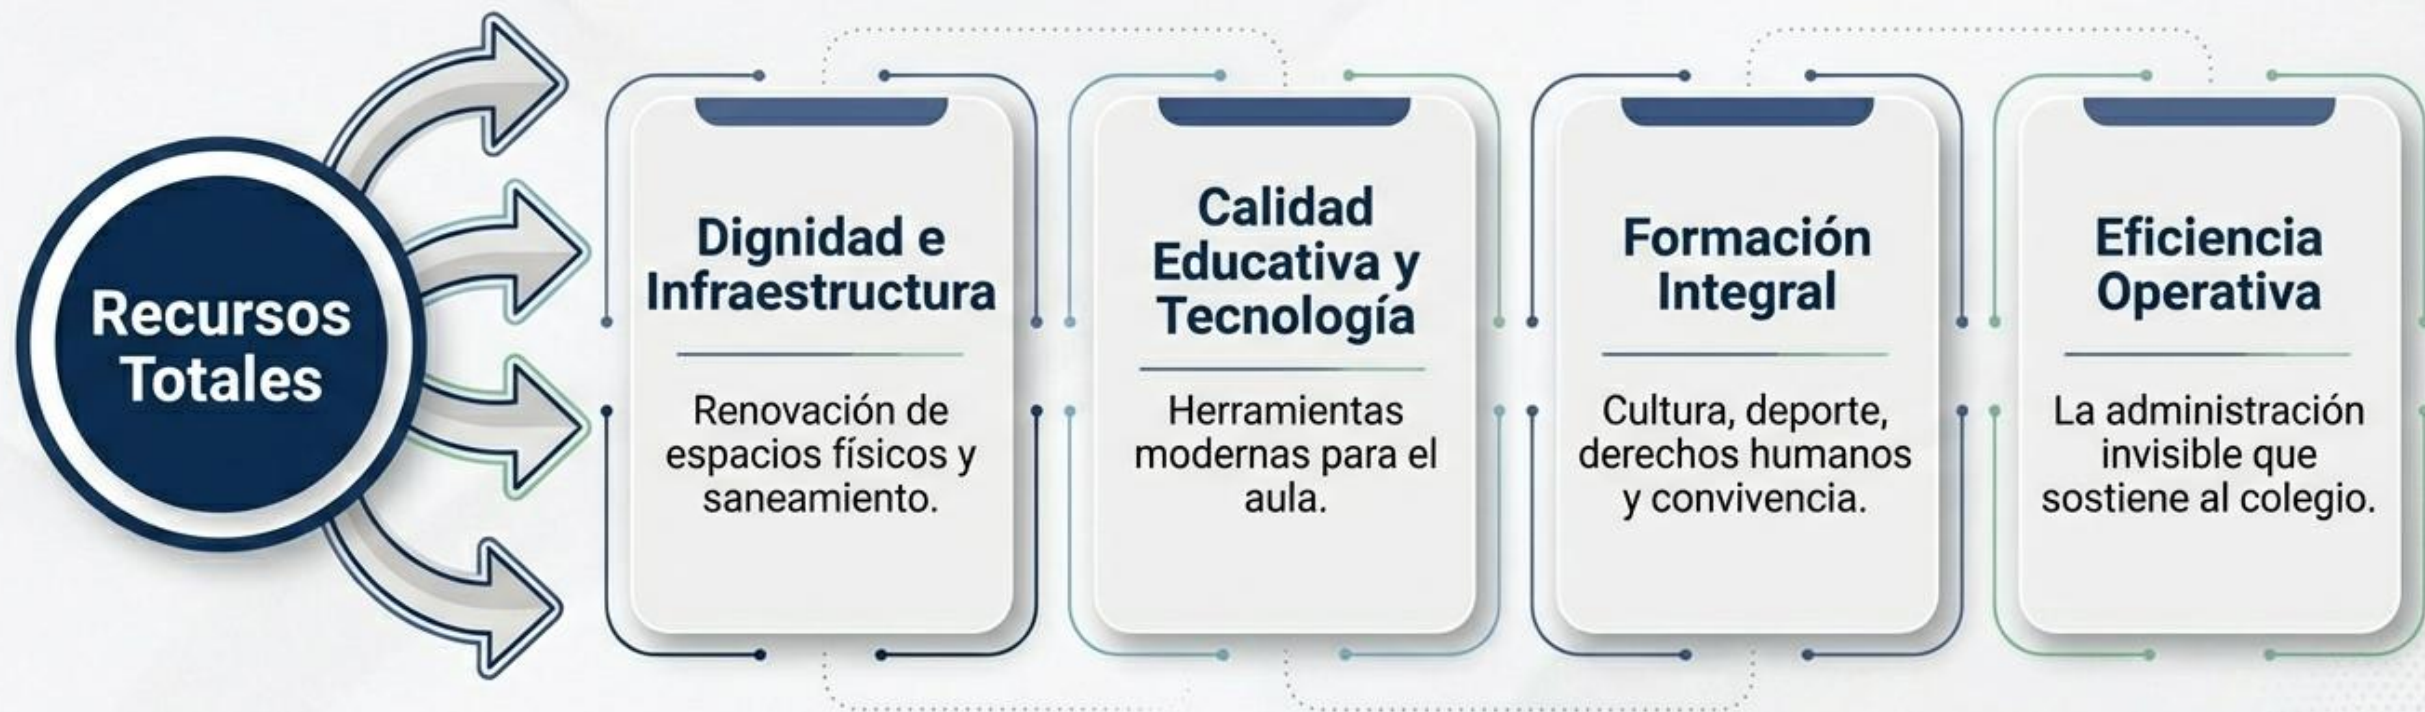 Recursos
Totales
Dignidad e
Infraestructura
Renovación de
espacios físicos y
saneamiento.
Calidad
Educativa y
Tecnología
Herramientas
modernas para el
aula.
Formación
Integral
Cultura, deporte,
derechos humanos
y convivencia.
Eficiencia
Operativa
La administración
invisible que
sostiene al colegio.